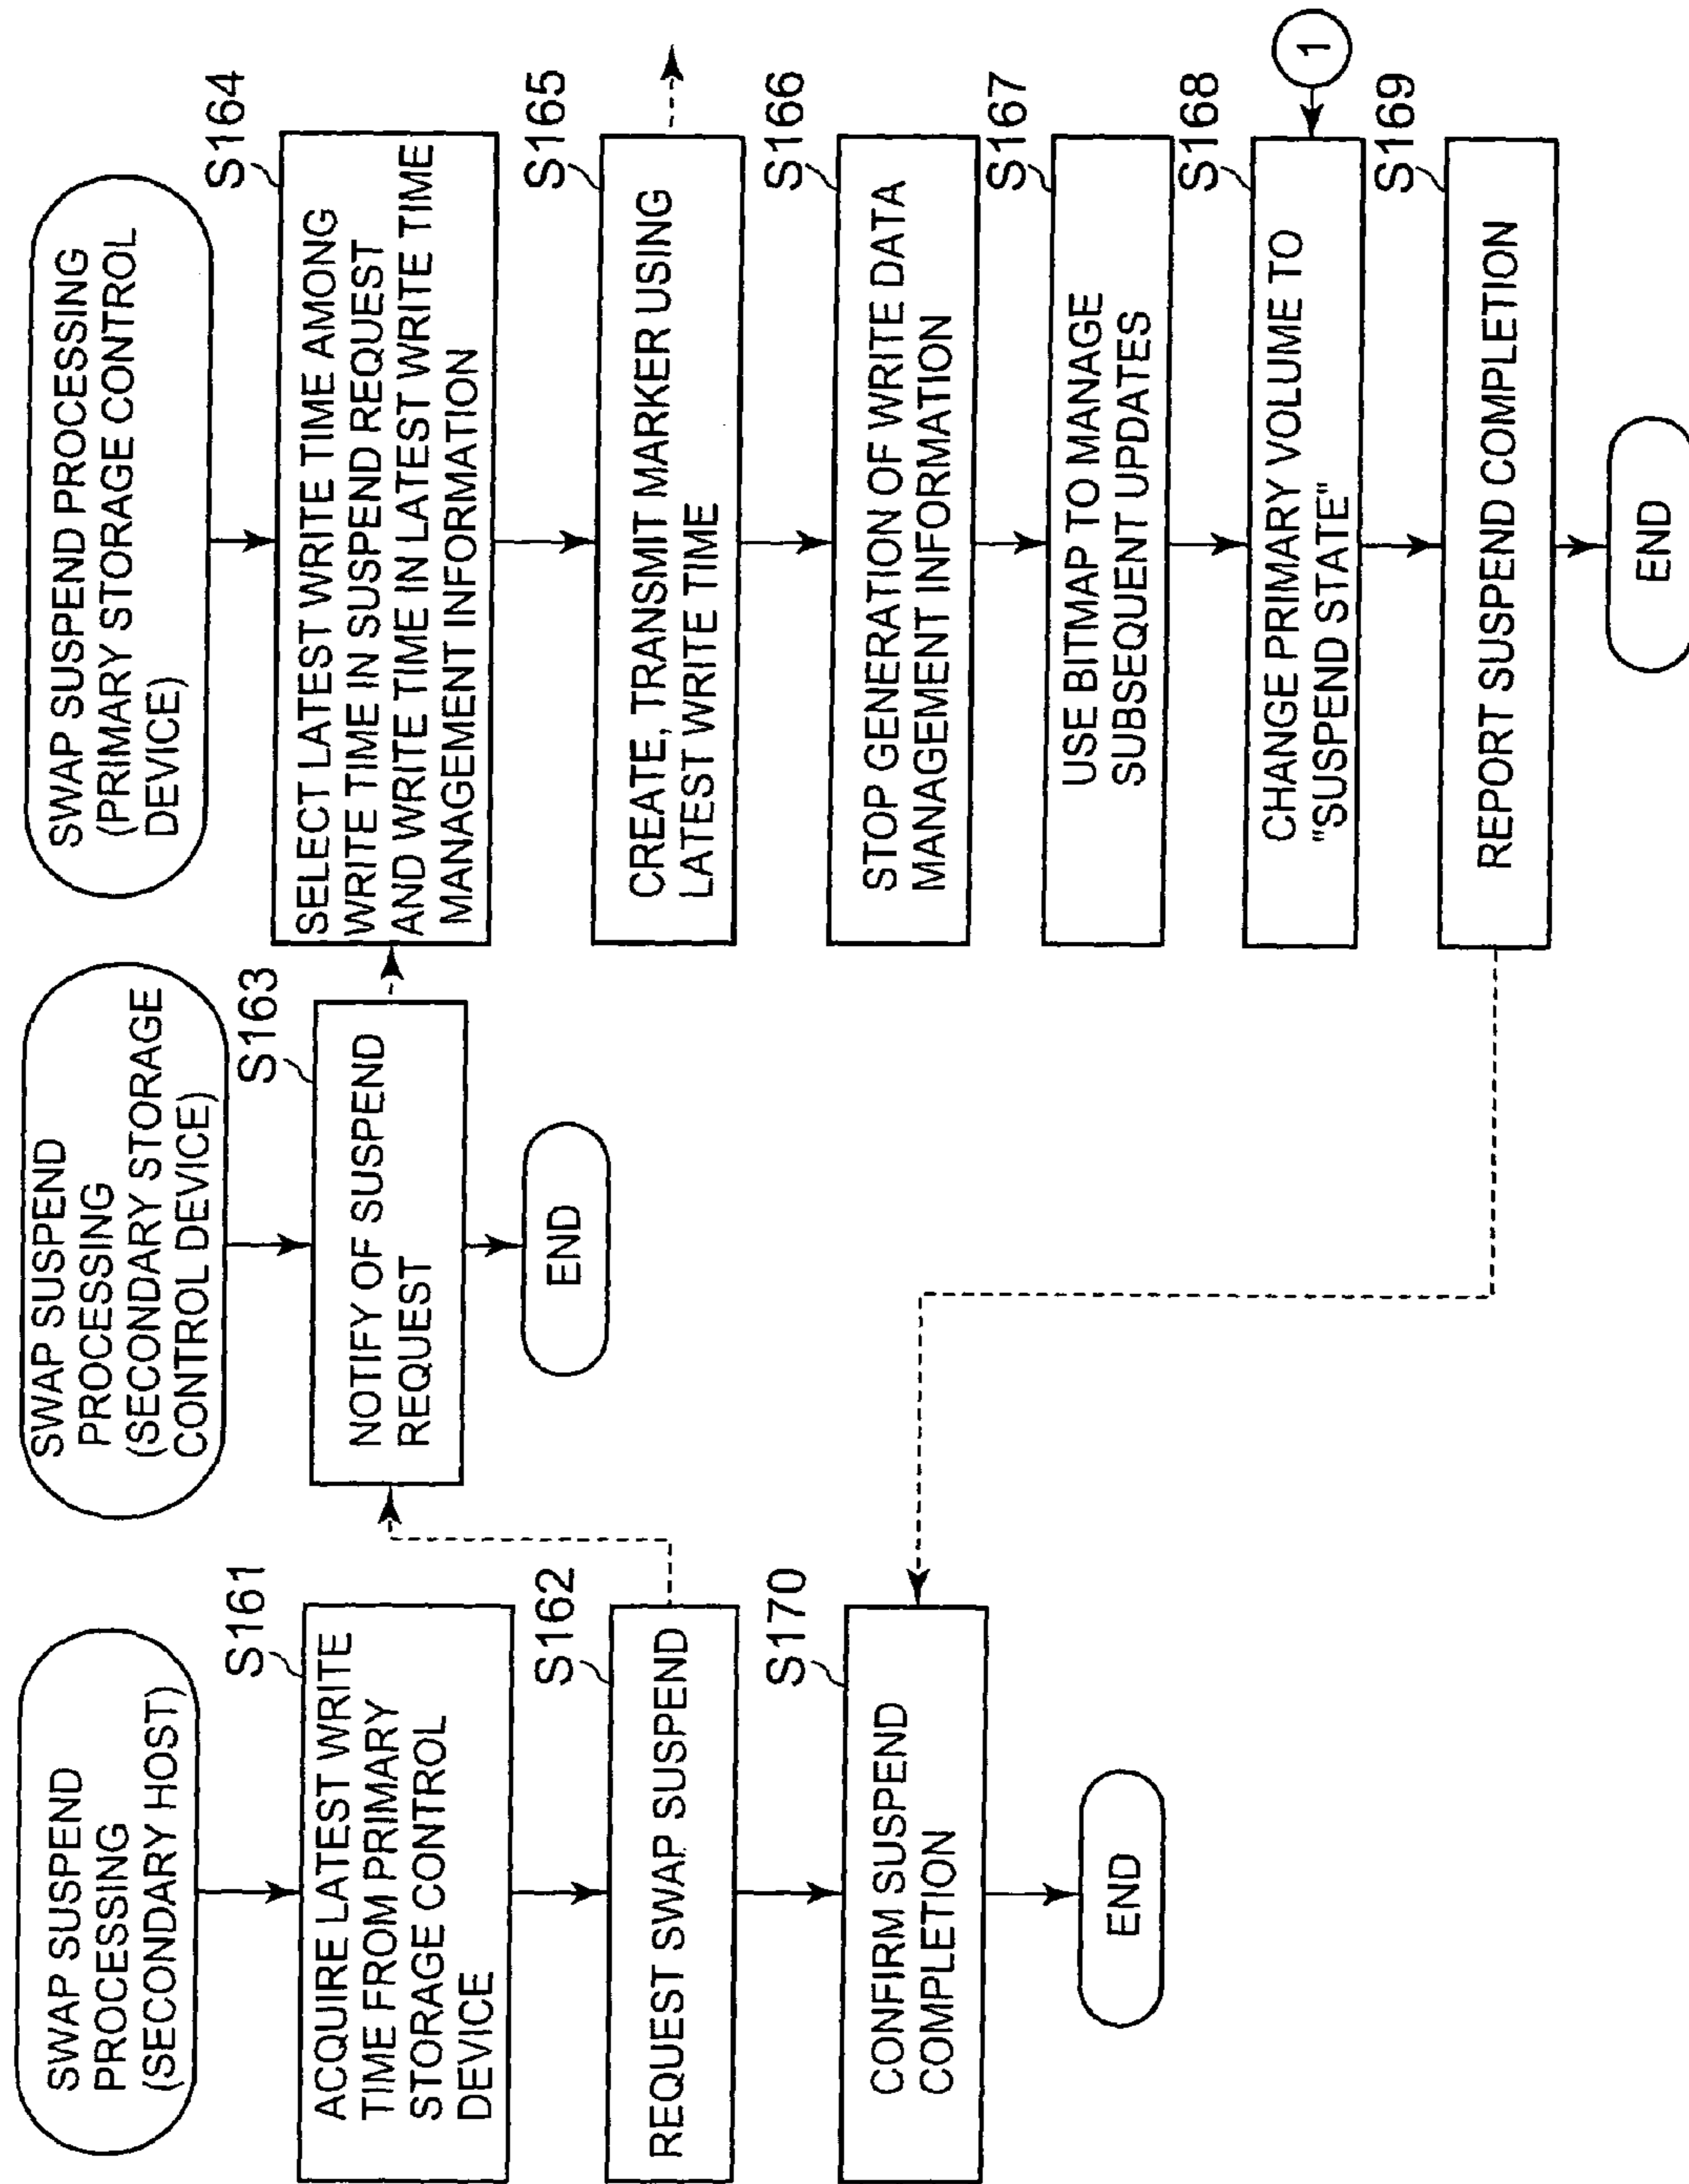 SWAP SUSPEND
PROCESSING
(SECONDARY HOST)
S161
ACQUIRE LATEST WRITE
TIME FROM PRIMARY
STORAGE CONTROL
DEVICE
S162
REQUEST SWAP SUSPEND
S170
CONFIRM SUSPEND
COMPLETION
END
SWAP SUSPEND
PROCESSING
(SECONDARY STORAGE
CONTROL DEVICE)
S163
NOTIFY OF SUSPEND
REQUEST
END
SWAP SUSPEND PROCESSING
(PRIMARY STORAGE CONTROL
DEVICE)
S164
SELECT LATEST WRITE TIME AMONG
WRITE TIME IN SUSPEND REQUEST
AND WRITE TIME IN LATEST WRITE TIME
MANAGEMENT INFORMATION
S165
CREATE, TRANSMIT MARKER USING
LATEST WRITE TIME
S166
STOP GENERATION OF WRITE DATA
MANAGEMENT INFORMATION
S167
USE BITMAP TO MANAGE
SUBSEQUENT UPDATES
S168
CHANGE PRIMARY VOLUME TO
"SUSPEND STATE"
1
S169
REPORT SUSPEND COMPLETION
END